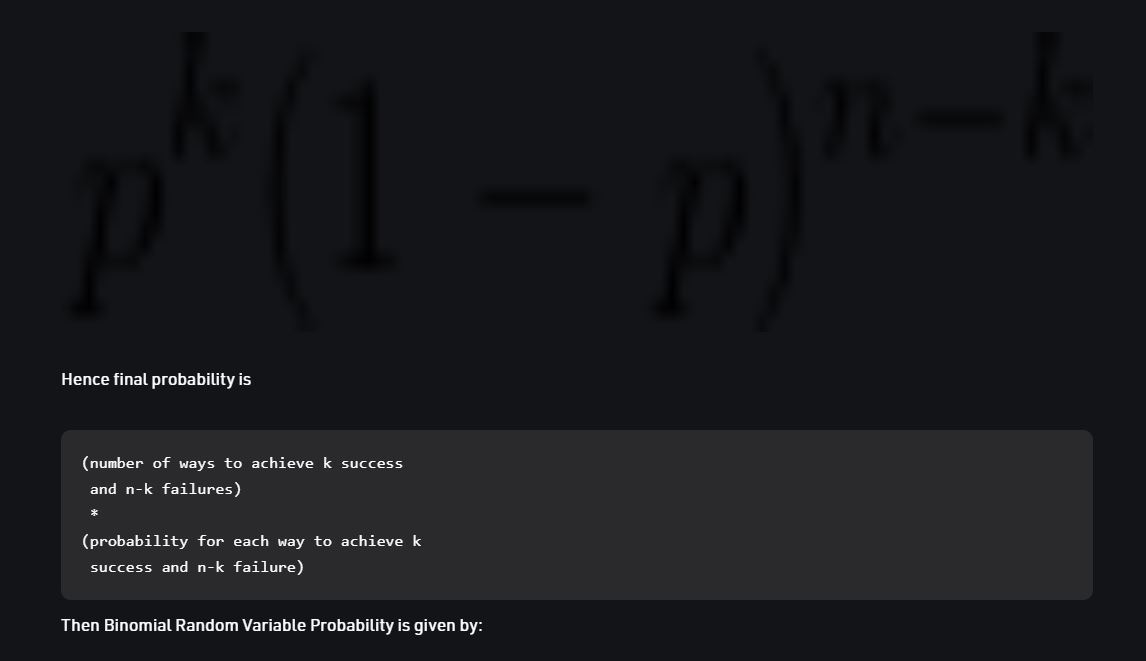 p^k(1 − p)^{n−k}
Hence final probability is
(number of ways to achieve k success
and n-k failures)
*
(probability for each way to achieve k
success and n-k failure)
Then Binomial Random Variable Probability is given by: